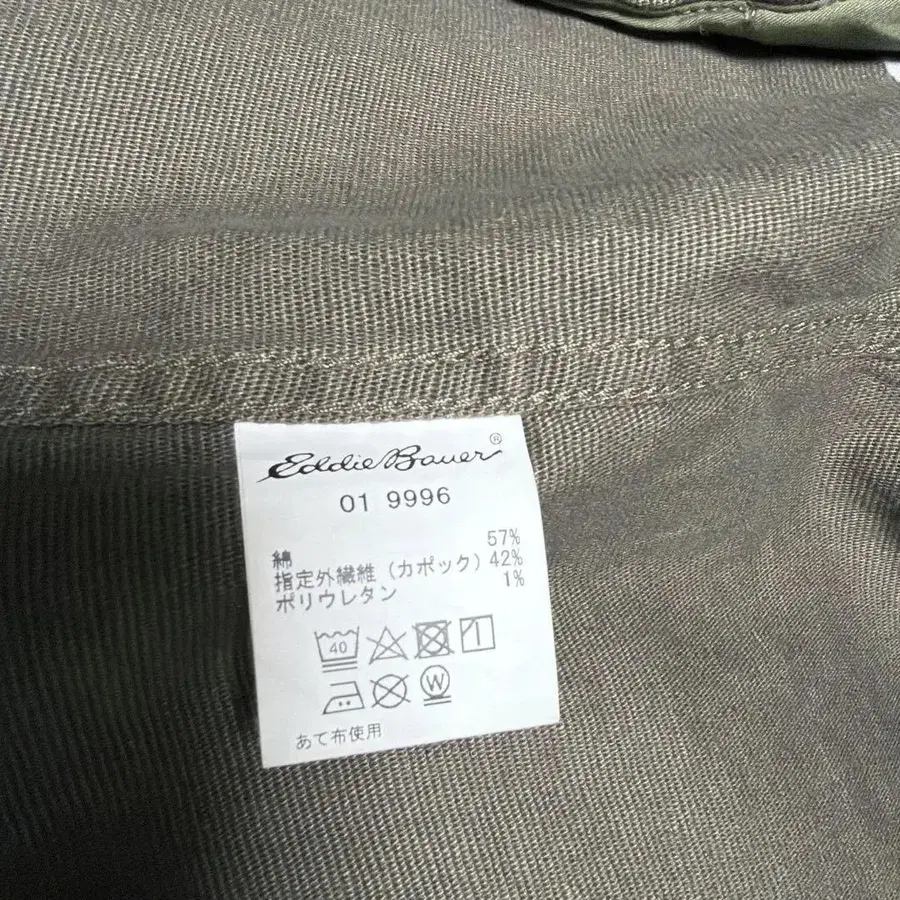 Eddie Bauer®
01 9996
綿 57%
指定外繊維（カポック）42%
ポリウレタン 1%
40
W
あて布使用